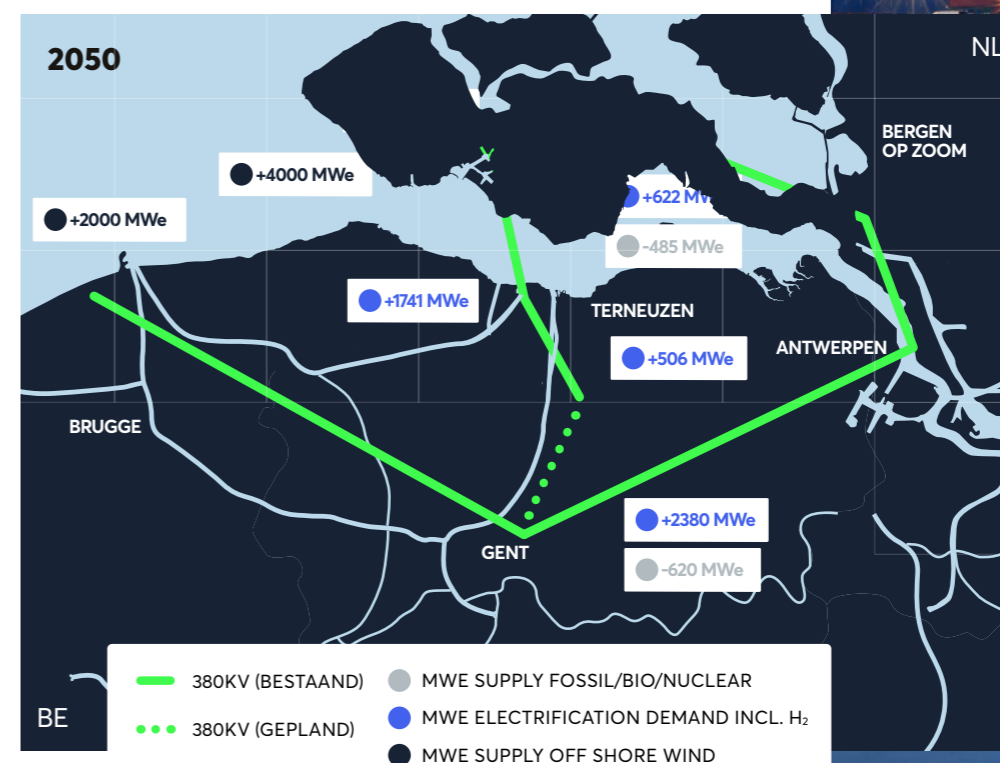 2050
NL
BERGEN
OP ZOOM
+4000 MWe
+622 MW
+2000 MWe
-485 MWe
+1741 MWe
TERNEUZEN
ANTWERPEN
+506 MWe
BRUGGE
+2380 MWe
GENT
-620 MWe
380KV (BESTAAND)
MWE SUPPLY FOSSIL/BIO/NUCLEAR
BE
380KV (GEPLAND)
MWE ELECTRIFICATION DEMAND INCL. H₂
MWE SUPPLY OFF SHORE WIND